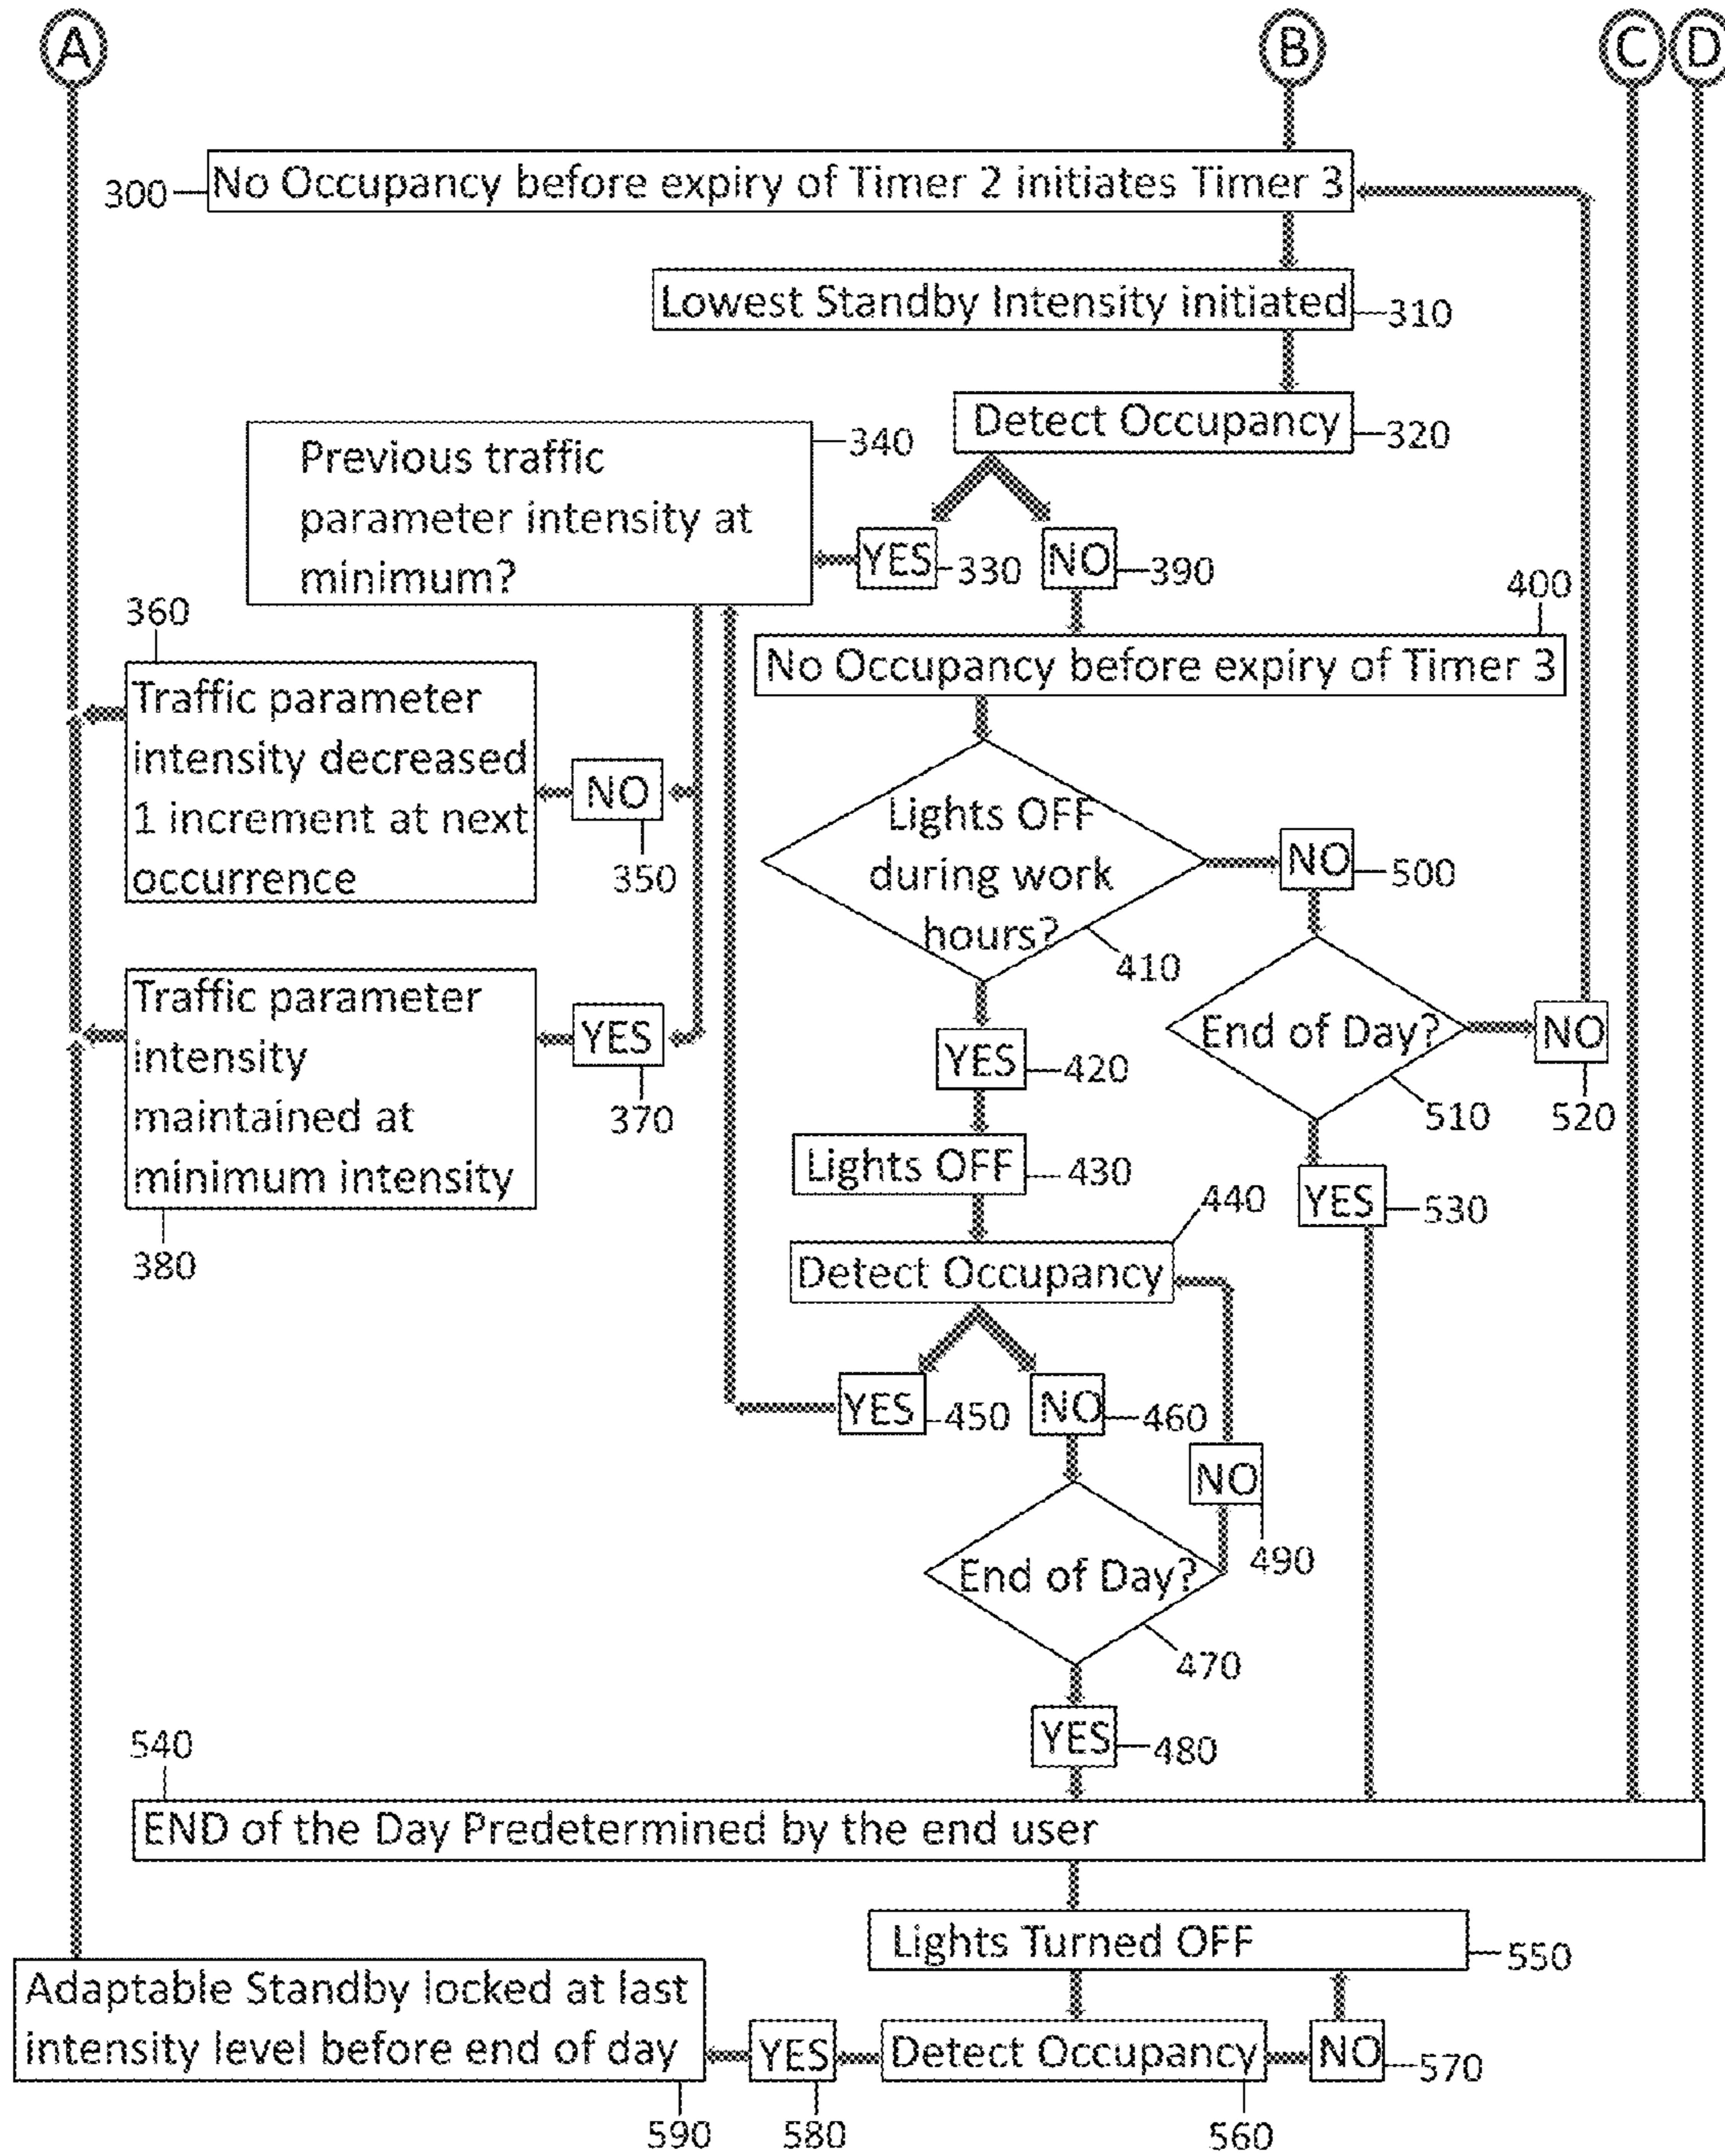 A
B
C
D
300
No Occupancy before expiry of Timer 2 initiates Timer 3
Lowest Standby Intensity initiated
310
Detect Occupancy
320
Previous traffic
parameter intensity at
minimum?
340
YES
330
NO
390
400
No Occupancy before expiry of Timer 3
360
Traffic parameter
intensity decreased
1 increment at next
occurrence
NO
350
Lights OFF
during work
hours?
410
NO
500
End of Day?
510
NO
520
YES
530
Traffic parameter
intensity
maintained at
minimum intensity
380
YES
370
YES
420
Lights OFF
430
440
Detect Occupancy
YES
450
NO
460
NO
490
End of Day?
470
YES
480
540
END of the Day Predetermined by the end user
Lights Turned OFF
550
Adaptable Standby locked at last
intensity level before end of day
590
YES
580
Detect Occupancy
560
NO
570